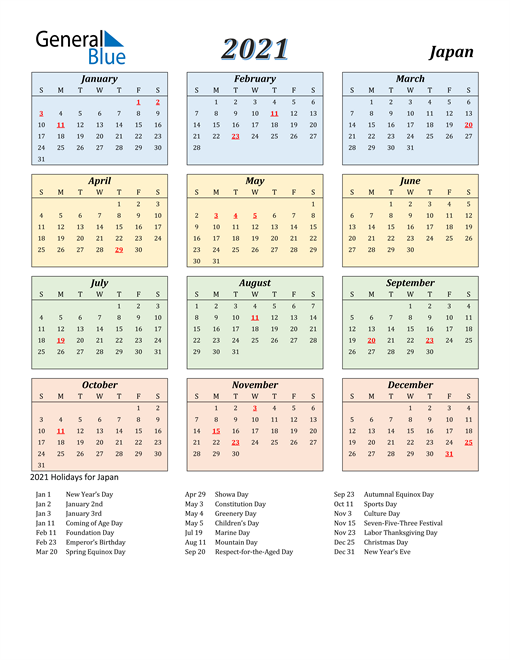 General
Blue
2021
Japan
January
S M T W T F S
1 2
3 4 5 6 7 8 9
10 11 12 13 14 15 16
17 18 19 20 21 22 23
24 25 26 27 28 29 30
31
February
S M T W T F S
1 2 3 4 5 6
7 8 9 10 11 12 13
14 15 16 17 18 19 20
21 22 23 24 25 26 27
28
March
S M T W T F S
1 2 3 4 5 6
7 8 9 10 11 12 13
14 15 16 17 18 19 20
21 22 23 24 25 26 27
28 29 30 31
April
S M T W T F S
1 2 3
4 5 6 7 8 9 10
11 12 13 14 15 16 17
18 19 20 21 22 23 24
25 26 27 28 29 30
May
S M T W T F S
1
2 3 4 5 6 7 8
9 10 11 12 13 14 15
16 17 18 19 20 21 22
23 24 25 26 27 28 29
30 31
June
S M T W T F S
1 2 3 4 5
6 7 8 9 10 11 12
13 14 15 16 17 18 19
20 21 22 23 24 25 26
27 28 29 30
July
S M T W T F S
1 2 3
4 5 6 7 8 9 10
11 12 13 14 15 16 17
18 19 20 21 22 23 24
25 26 27 28 29 30 31
August
S M T W T F S
1 2 3 4 5 6 7
8 9 10 11 12 13 14
15 16 17 18 19 20 21
22 23 24 25 26 27 28
29 30 31
September
S M T W T F S
1 2 3 4
5 6 7 8 9 10 11
12 13 14 15 16 17 18
19 20 21 22 23 24 25
26 27 28 29 30
October
S M T W T F S
1 2
3 4 5 6 7 8 9
10 11 12 13 14 15 16
17 18 19 20 21 22 23
24 25 26 27 28 29 30
31
November
S M T W T F S
1 2 3 4 5 6
7 8 9 10 11 12 13
14 15 16 17 18 19 20
21 22 23 24 25 26 27
28 29 30
December
S M T W T F S
1 2 3 4
5 6 7 8 9 10 11
12 13 14 15 16 17 18
19 20 21 22 23 24 25
26 27 28 29 30 31
2021 Holidays for Japan
Jan 1 New Year's Day
Jan 2 January 2nd
Jan 3 January 3rd
Jan 11 Coming of Age Day
Feb 11 Foundation Day
Feb 23 Emperor's Birthday
Mar 20 Spring Equinox Day
Apr 29 Showa Day
May 3 Constitution Day
May 4 Greenery Day
May 5 Children's Day
Jul 19 Marine Day
Aug 11 Mountain Day
Sep 20 Respect-for-the-Aged Day
Sep 23 Autumnal Equinox Day
Oct 11 Sports Day
Nov 3 Culture Day
Nov 15 Seven-Five-Three Festival
Nov 23 Labor Thanksgiving Day
Dec 25 Christmas Day
Dec 31 New Year's Eve